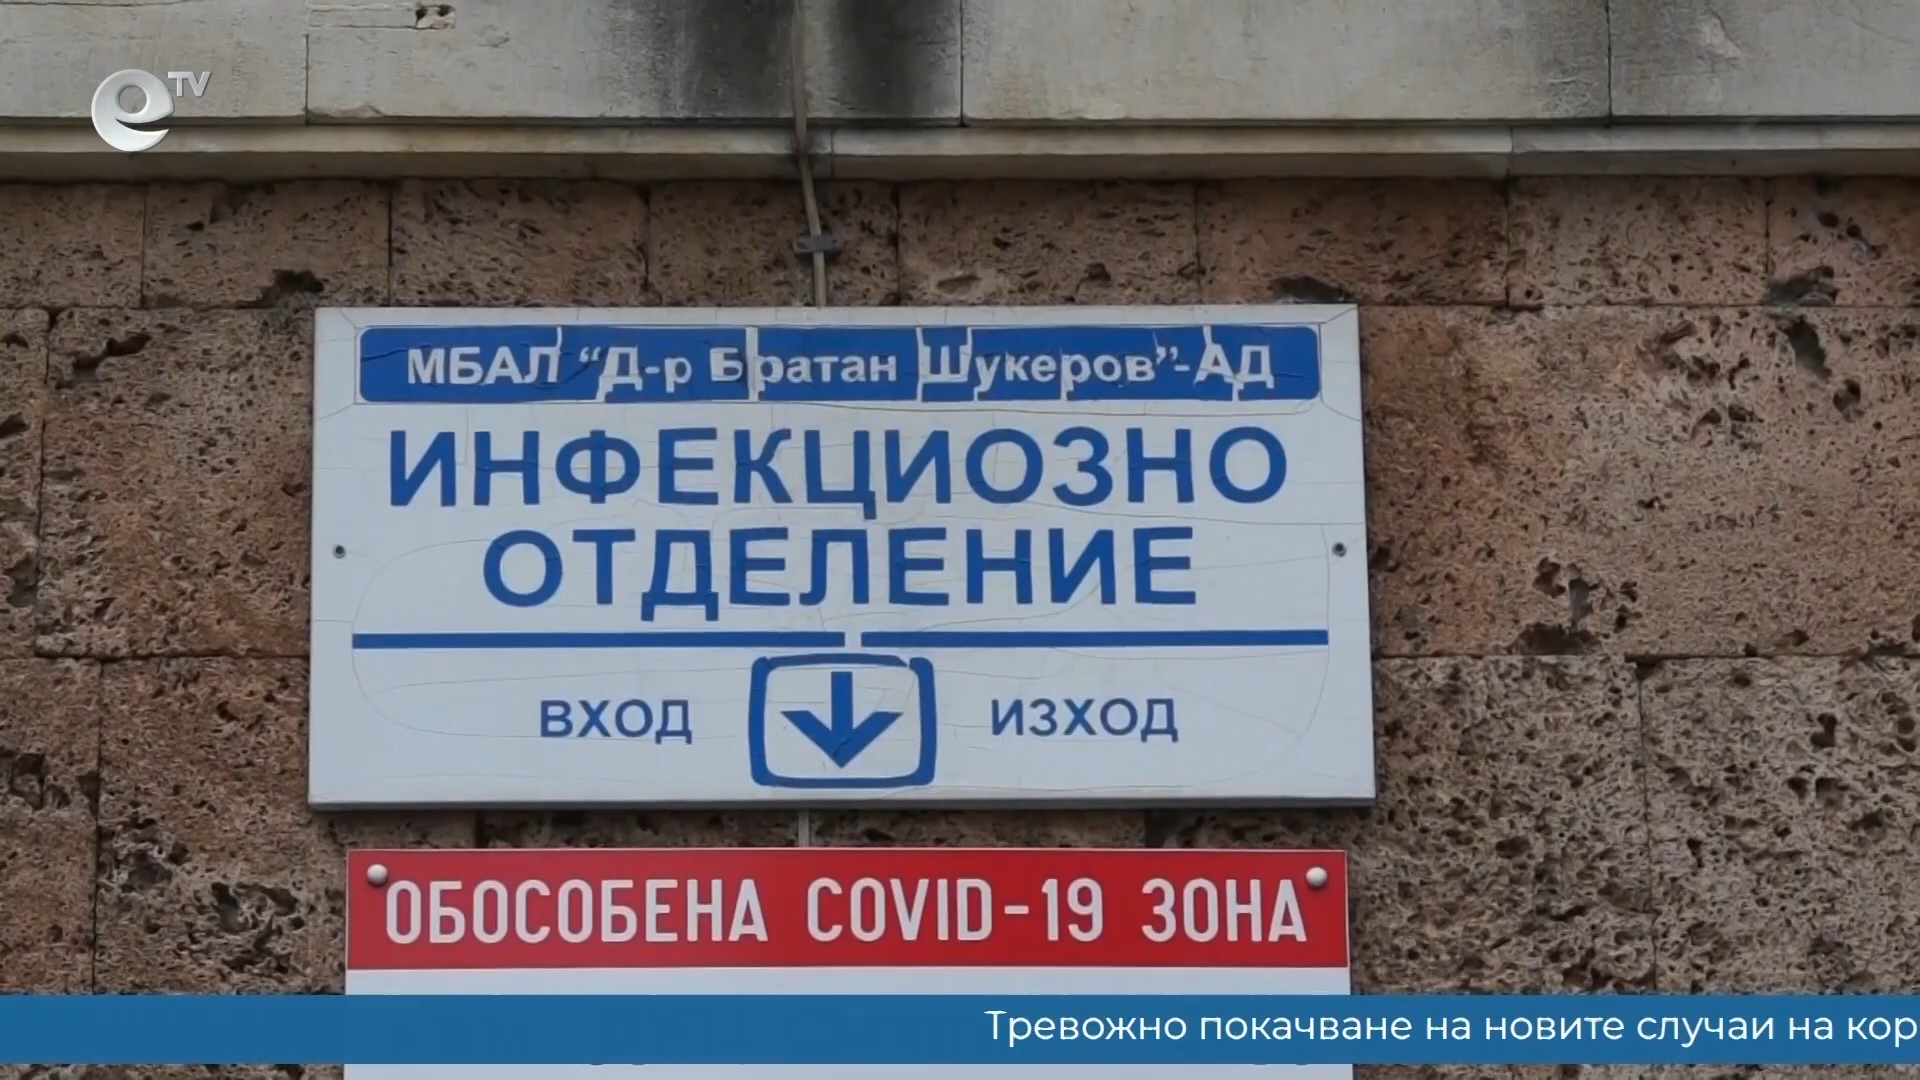 eTV
МБАЛ “Д-р Братан Шукеров”-АД
ИНФЕКЦИОЗНО
ОТДЕЛЕНИЕ
ВХОД ИЗХОД
ОБОСОБЕНА COVID-19 ЗОНА
Тревожно покачване на новите случаи на кор